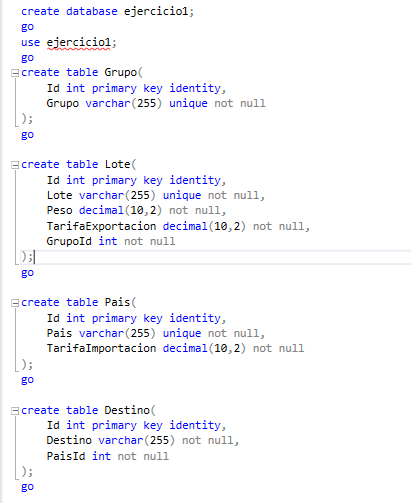 create database ejercicio1;
go
use ejercicio1;
go
create table Grupo(
Id int primary key identity,
Grupo varchar(255) unique not null
);
go
create table Lote(
Id int primary key identity,
Lote varchar(255) unique not null,
Peso decimal(10,2) not null,
TarifaExportacion decimal(10,2) not null,
GrupoId int not null
);
go
create table Pais(
Id int primary key identity,
Pais varchar(255) unique not null,
TarifaImportacion decimal(10,2) not null
);
go
create table Destino(
Id int primary key identity,
Destino varchar(255) not null,
PaisId int not null
);
go